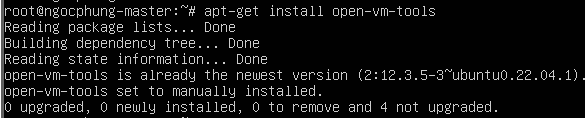 root@ngocphung-master:~# apt-get install open-vm-tools
Reading package lists... Done
Building dependency tree... Done
Reading state information... Done
open-vm-tools is already the newest version (2:12.3.5-3~ubuntu0.22.04.1).
open-vm-tools set to manually installed.
0 upgraded, 0 newly installed, 0 to remove and 4 not upgraded.